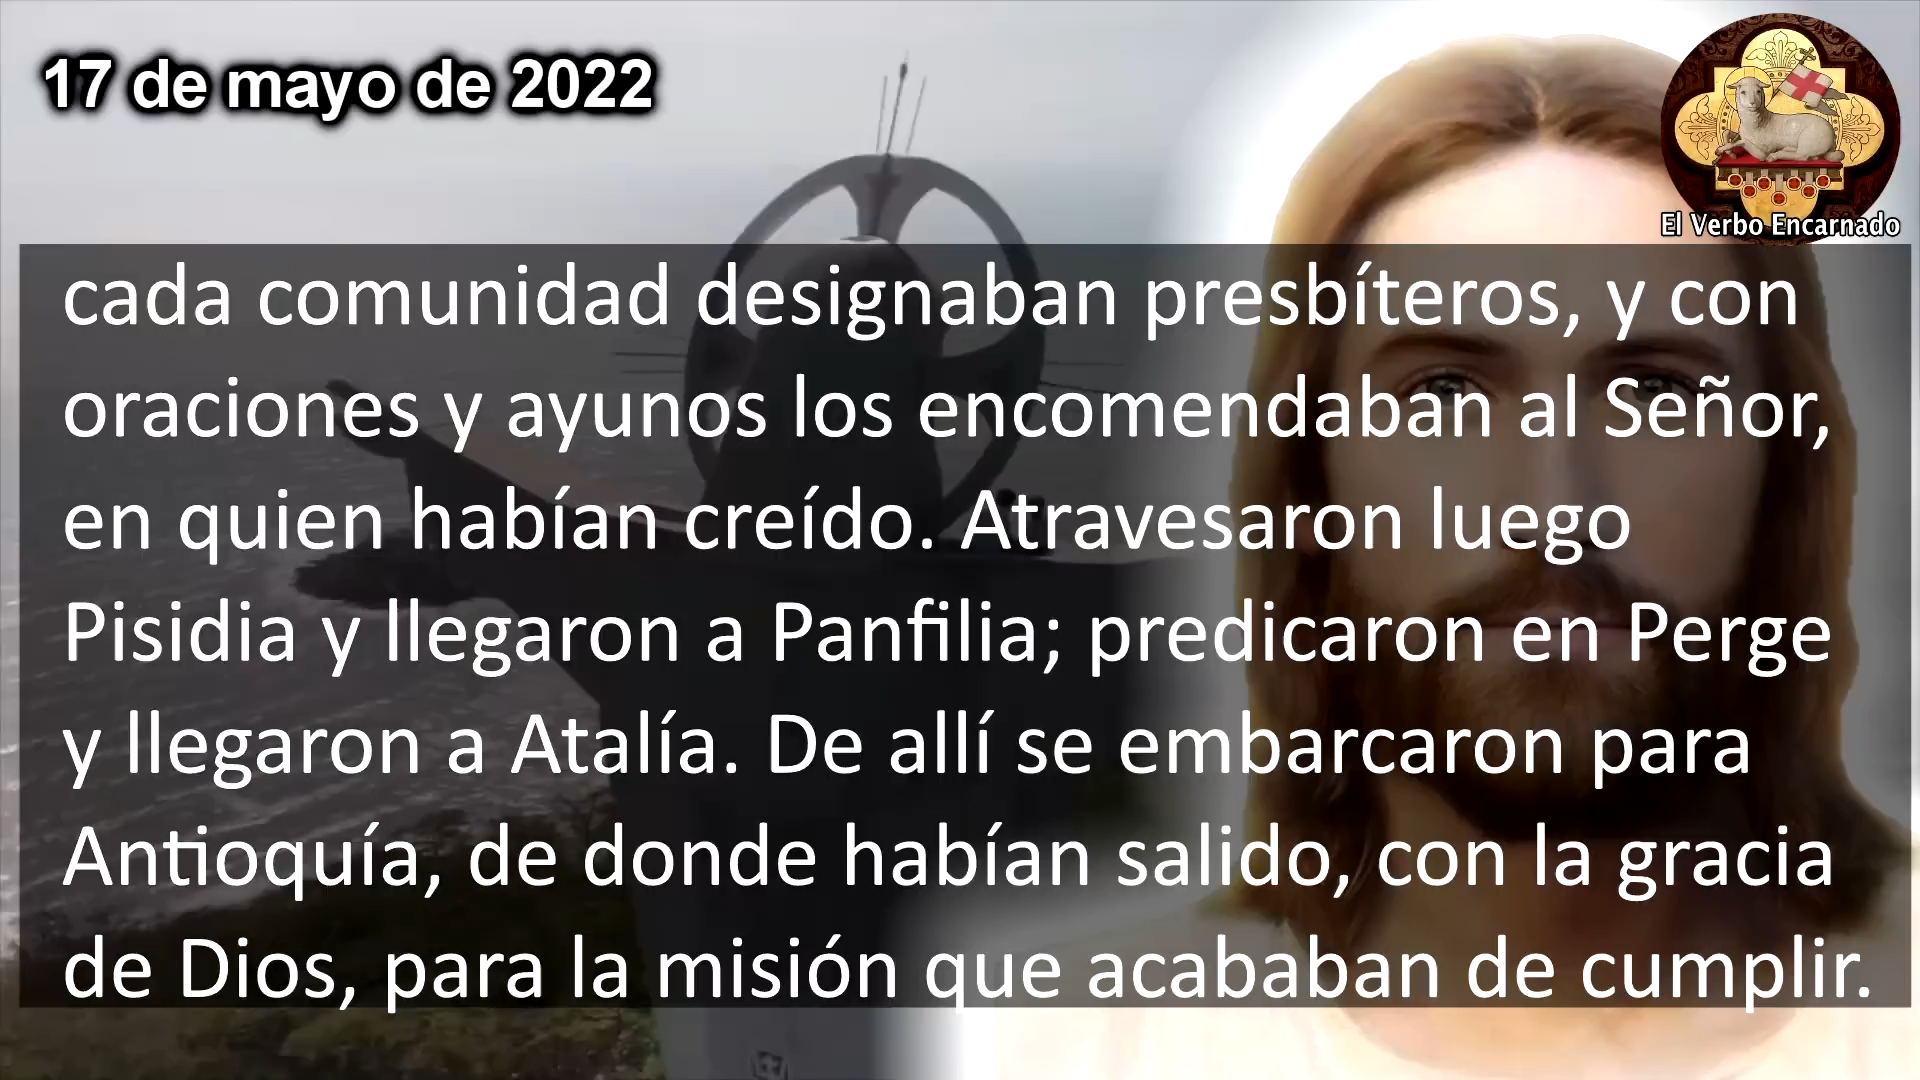 17 de mayo de 2022
El Verbo Encarnado
cada comunidad designaban presbíteros, y con
oraciones y ayunos los encomendaban al Señor,
en quien habían creído. Atravesaron luego
Pisidia y llegaron a Panfilia; predicaron en Perge
y llegaron a Atalía. De allí se embarcaron para
Antioquía, de donde habían salido, con la gracia
de Dios, para la misión que acababan de cumplir.